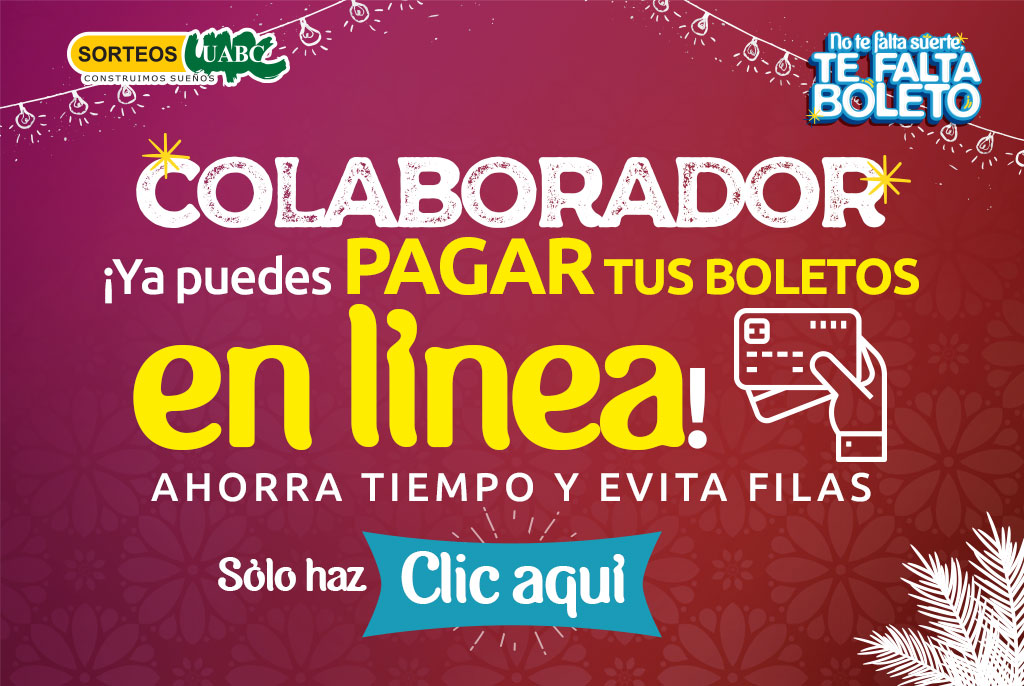 SORTEOS UABC
CONSTRUIMOS SUEÑOS
No te falta suerte,
TE FALTA
BOLETO
COLABORADOR
¡Ya puedes PAGAR TUS BOLETOS
en línea!
AHORRA TIEMPO Y EVITA FILAS
Sólo haz Clic aquí